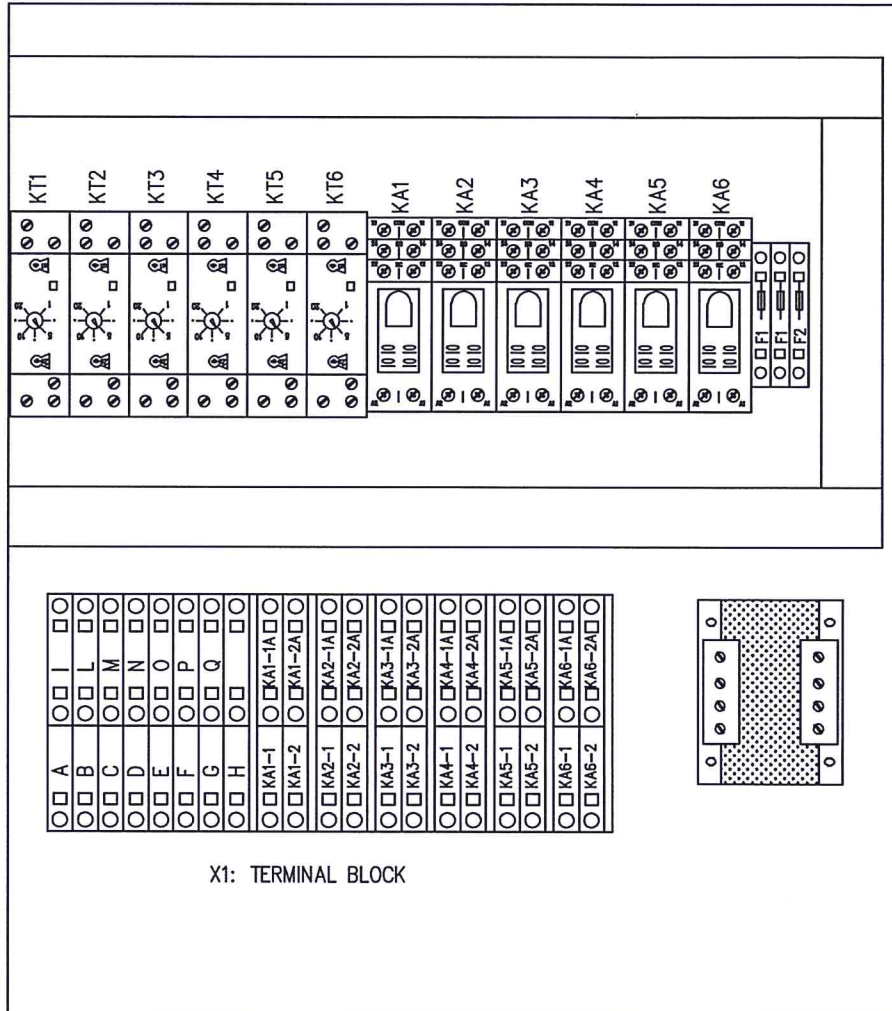 KT1 KT2 KT3 KT4 KT5 KT6 KA1 KA2 KA3 KA4 KA5 KA6
F1 F1 F2
I L M N O P Q KA1-1A KA1-2A KA2-1A KA2-2A KA3-1A KA3-2A KA4-1A KA4-2A KA5-1A KA5-2A KA6-1A KA6-2A
A B C D E F G H KA1-1 KA1-2 KA2-1 KA2-2 KA3-1 KA3-2 KA4-1 KA4-2 KA5-1 KA5-2 KA6-1 KA6-2
X1: TERMINAL BLOCK